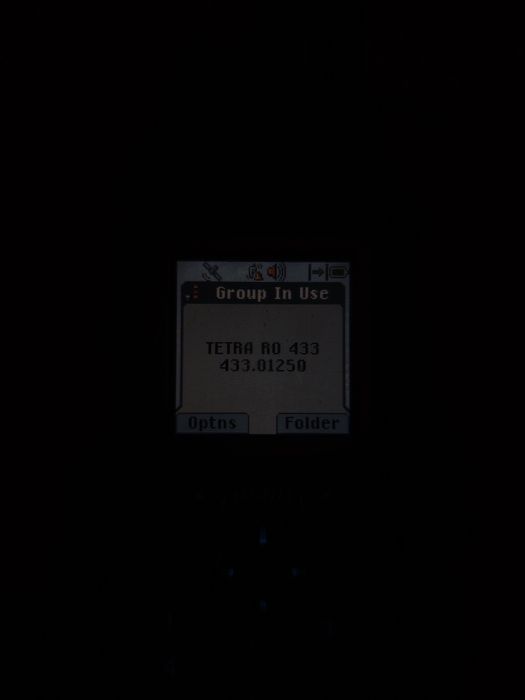 Group In Use
TETRA RO 433
433.01250
Optns Folder